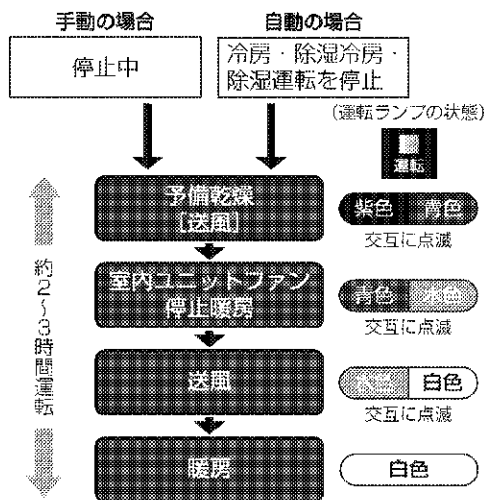 手動の場合
停止中
自動の場合
冷房・除湿冷房・
除湿運転を停止
(運転ランプの状態)
運転
約2~3時間運転
予備乾燥
[送風]
紫色 青色
交互に点滅
室内ユニットファン
停止暖房
青色 水色
交互に点滅
送風
水色 白色
交互に点滅
暖房
白色